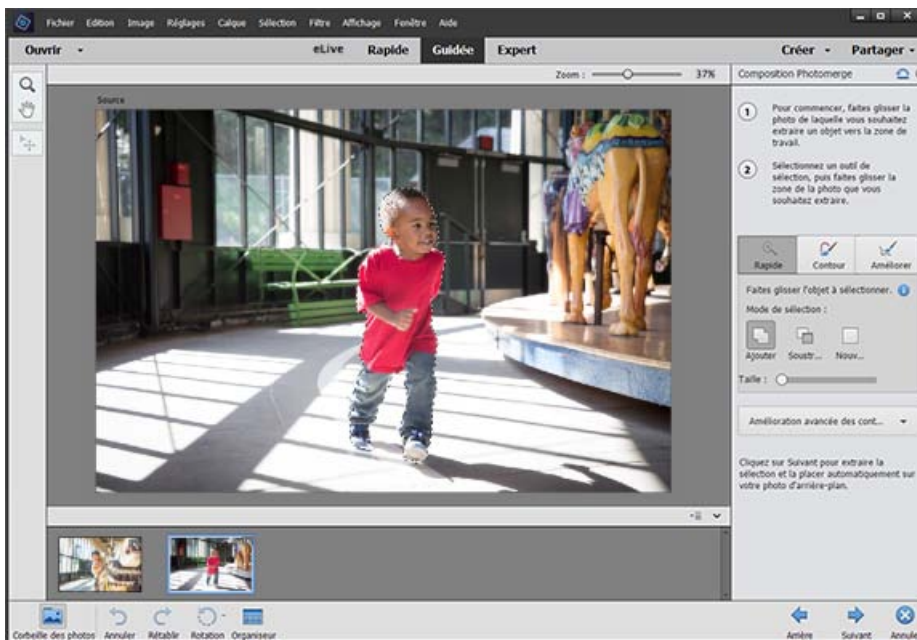 Fichier Edition Image Réglages Calque Sélection Filtre Affichage Fenêtre Aide
Ouvrir eLive Rapide Guidée Expert Créer Partager
Zoom : 37% Composition Photomerge
Source
1 Pour commencer, faites glisser la
photo de laquelle vous souhaitez
extraire un objet vers la zone de
travail.
2 Sélectionnez un outil de
sélection, puis faites glisser la
zone de la photo que vous
souhaitez extraire.
Rapide Contour Améliorer
Faites glisser l'objet à sélectionner.
Mode de sélection :
Ajouter Soustr... Nouv...
Taille :
Amélioration avancée des cont...
Cliquez sur Suivant pour extraire la
sélection et la placer automatiquement sur
votre photo d'arrière-plan.
Corbeille des photos Annuler Rétablir Rotation Organiseur Arrière Suivant